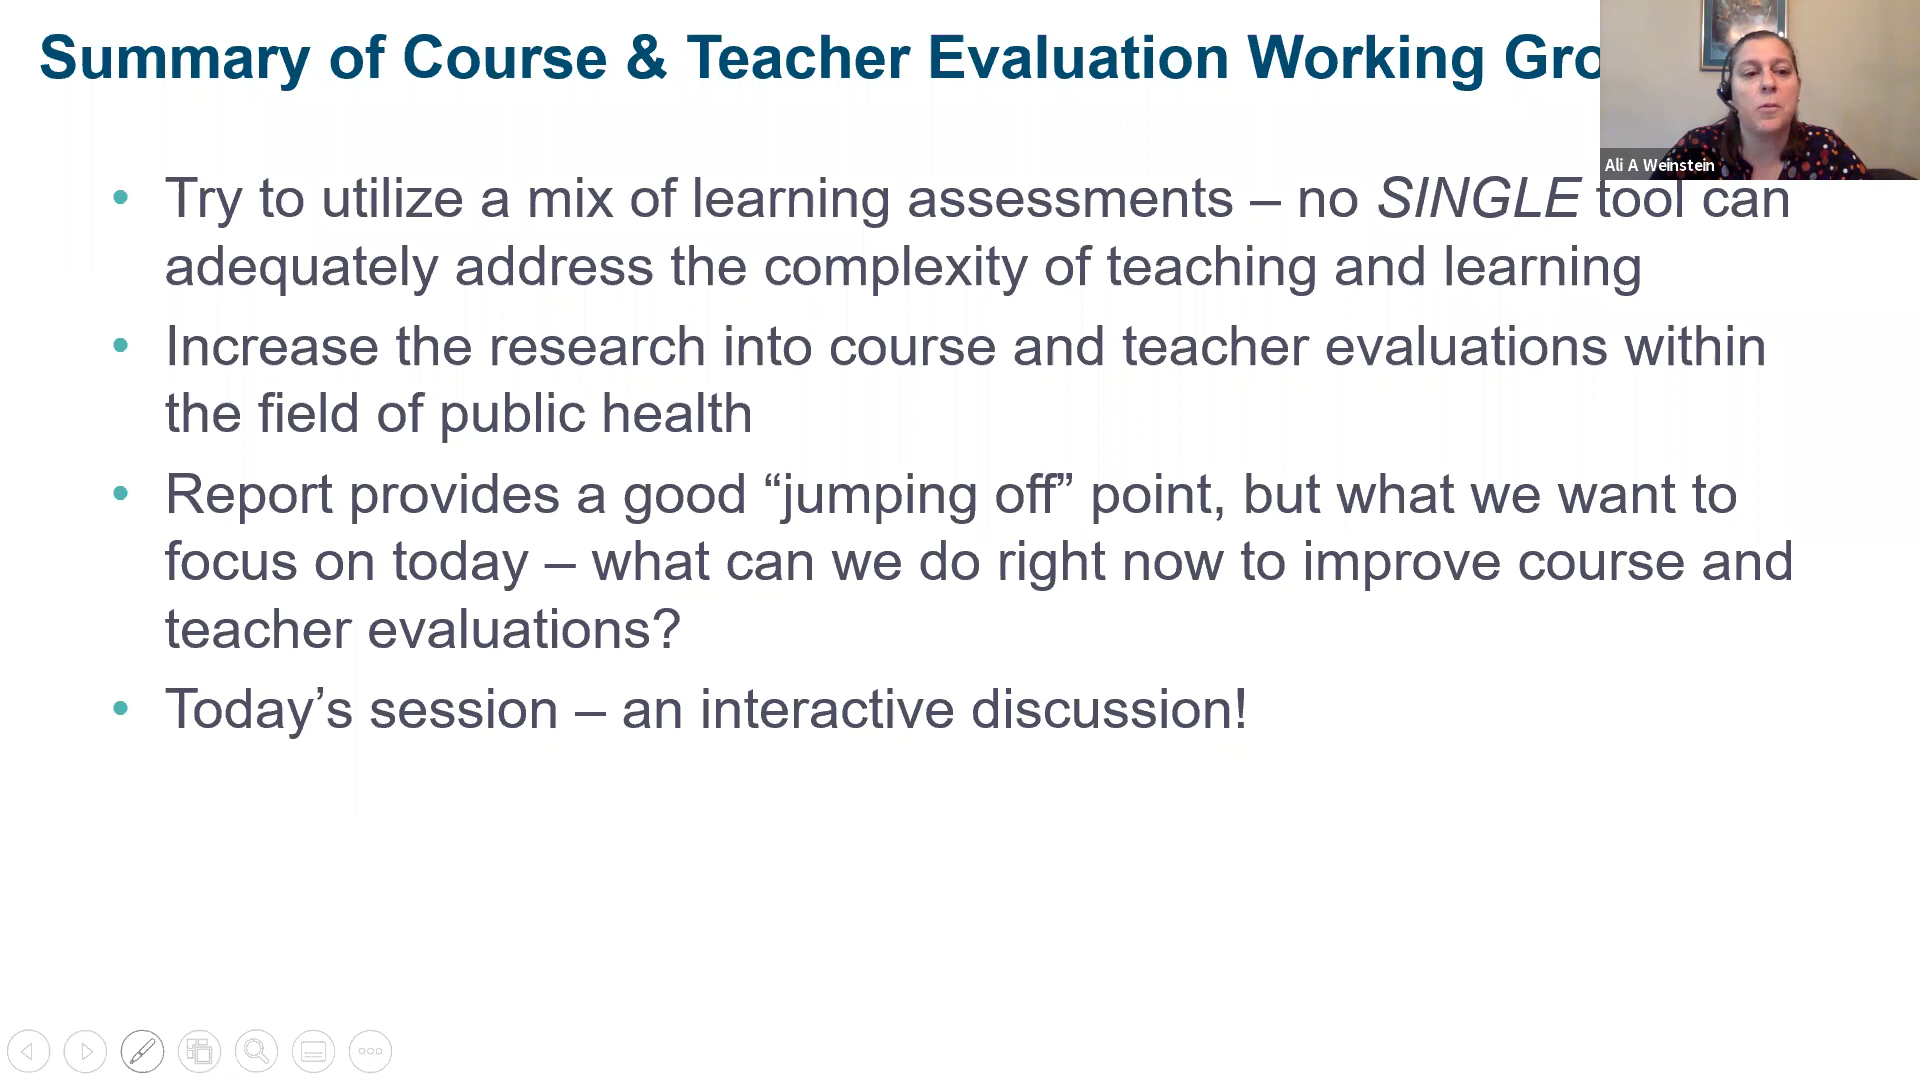 Summary of Course & Teacher Evaluation Working Gro
Ali A Weinstein
• Try to utilize a mix of learning assessments – no SINGLE tool can
adequately address the complexity of teaching and learning
• Increase the research into course and teacher evaluations within
the field of public health
• Report provides a good “jumping off” point, but what we want to
focus on today – what can we do right now to improve course and
teacher evaluations?
• Today’s session – an interactive discussion!